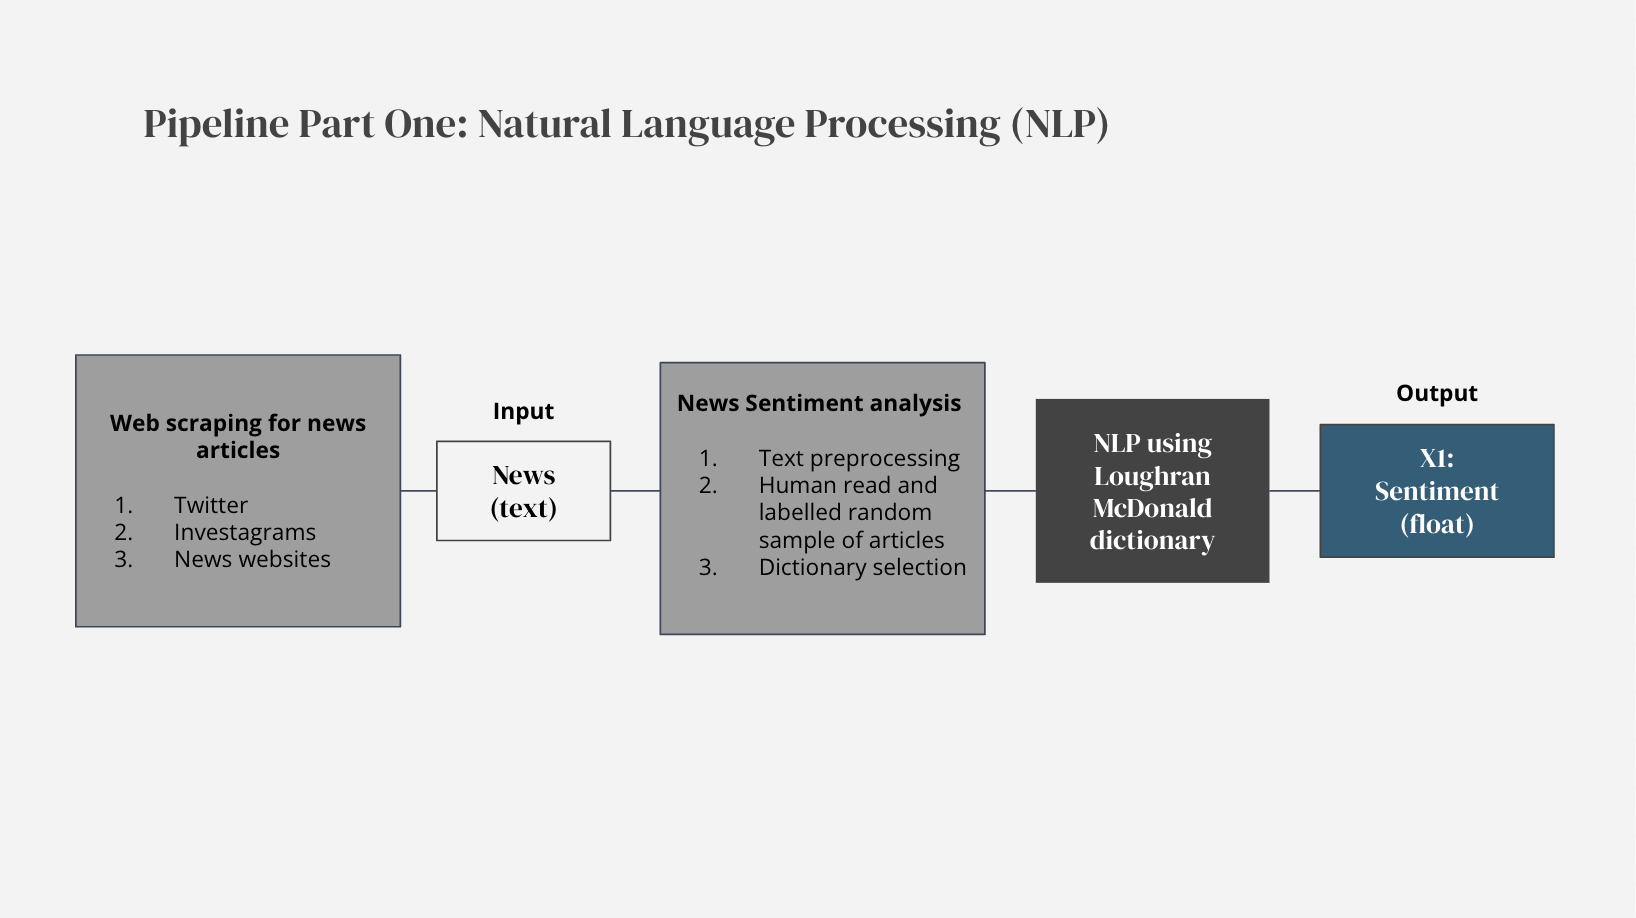 Pipeline Part One: Natural Language Processing (NLP)
Web scraping for news
articles
1. Twitter
2. Investagrams
3. News websites
Input
News
(text)
News Sentiment analysis
1. Text preprocessing
2. Human read and
labelled random
sample of articles
3. Dictionary selection
NLP using
Loughran
McDonald
dictionary
Output
X1:
Sentiment
(float)